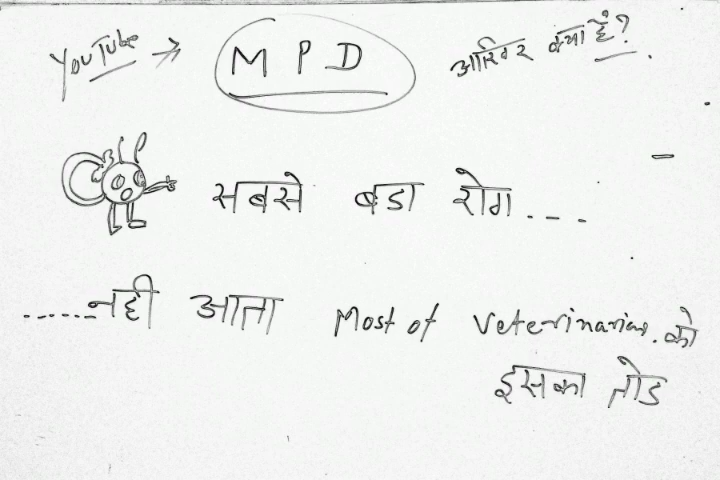 YouTube → MPD आखिर क्या है?
सबसे बडा रोग....
......नही आता Most of Veterinarians को
इसका तोड